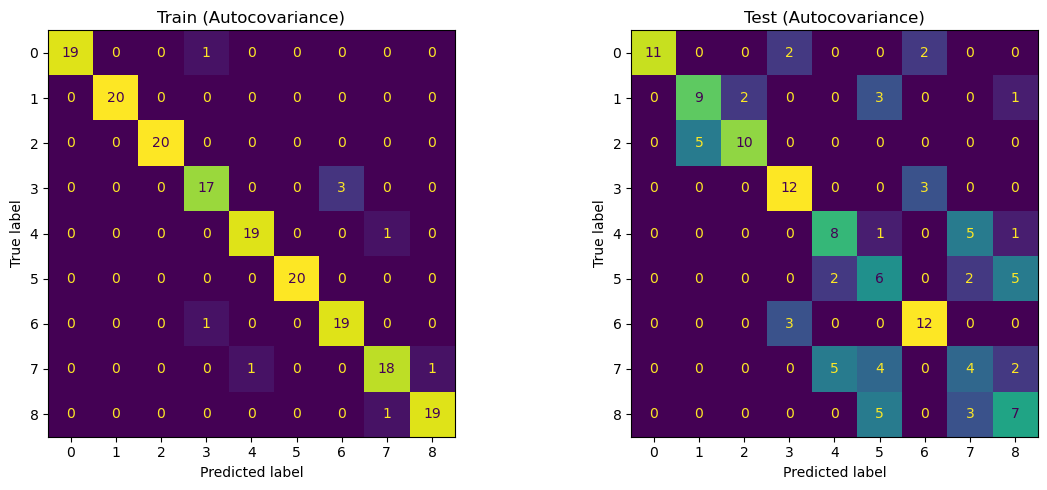 Train (Autocovariance)
0 19 0 0 1 0 0 0 0 0
1 0 20 0 0 0 0 0 0 0
2 0 0 20 0 0 0 0 0 0
3 0 0 0 17 0 0 3 0 0
4 0 0 0 0 19 0 0 1 0
5 0 0 0 0 0 20 0 0 0
6 0 0 0 1 0 0 19 0 0
7 0 0 0 0 1 0 0 18 1
8 0 0 0 0 0 0 0 1 19
0 1 2 3 4 5 6 7 8
True label
Predicted label
Test (Autocovariance)
0 11 0 0 2 0 0 2 0 0
1 0 9 2 0 0 3 0 0 1
2 0 5 10 0 0 0 0 0 0
3 0 0 0 12 0 0 3 0 0
4 0 0 0 0 8 1 0 5 1
5 0 0 0 0 2 6 0 2 5
6 0 0 0 3 0 0 12 0 0
7 0 0 0 0 5 4 0 4 2
8 0 0 0 0 0 5 0 3 7
0 1 2 3 4 5 6 7 8
True label
Predicted label